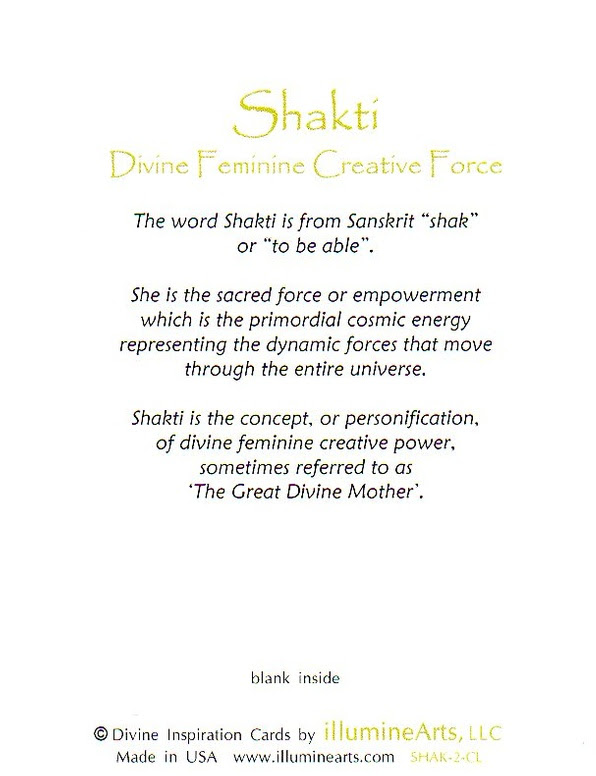 Shakti
Divine Feminine Creative Force
The word Shakti is from Sanskrit “shak”
or “to be able”.
She is the sacred force or empowerment
which is the primordial cosmic energy
representing the dynamic forces that move
through the entire universe.
Shakti is the concept, or personification,
of divine feminine creative power,
sometimes referred to as
‘The Great Divine Mother’.
blank inside
© Divine Inspiration Cards by illumineArts, LLC
Made in USA www.illuminearts.com SHAK-2-CL